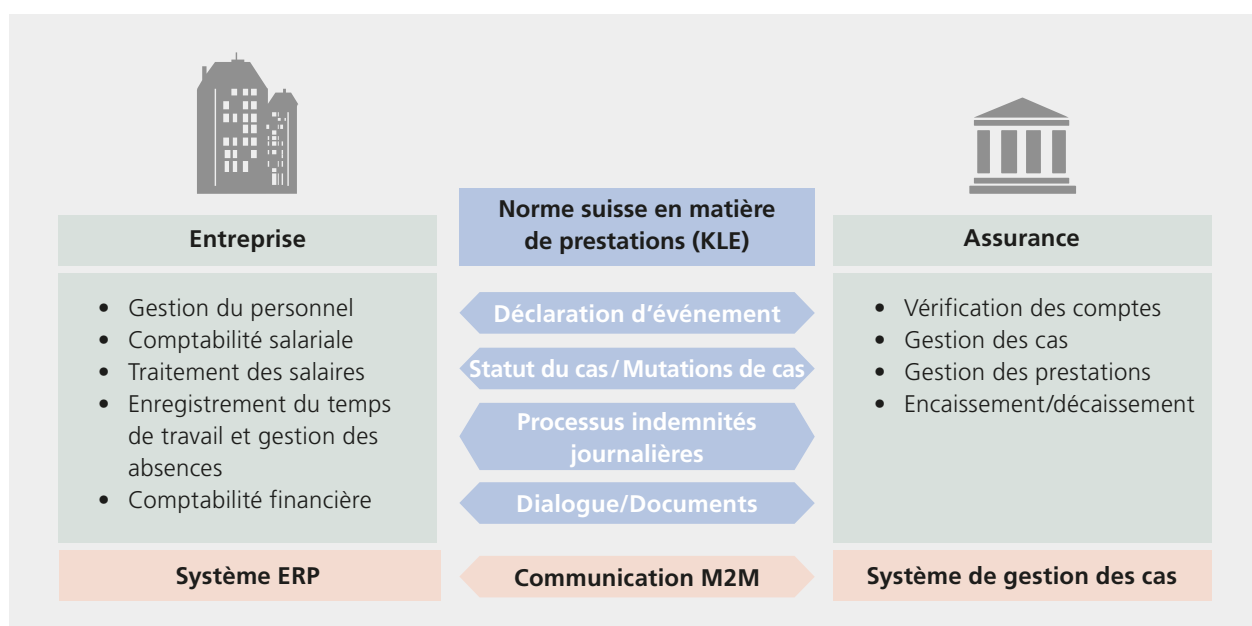 Entreprise
• Gestion du personnel
• Comptabilité salariale
• Traitement des salaires
• Enregistrement du temps
de travail et gestion des
absences
• Comptabilité financière
Système ERP
Norme suisse en matière
de prestations (KLE)
Déclaration d’événement
Statut du cas / Mutations de cas
Processus indemnités
journalières
Dialogue/Documents
Communication M2M
Assurance
• Vérification des comptes
• Gestion des cas
• Gestion des prestations
• Encaissement/décaissement
Système de gestion des cas